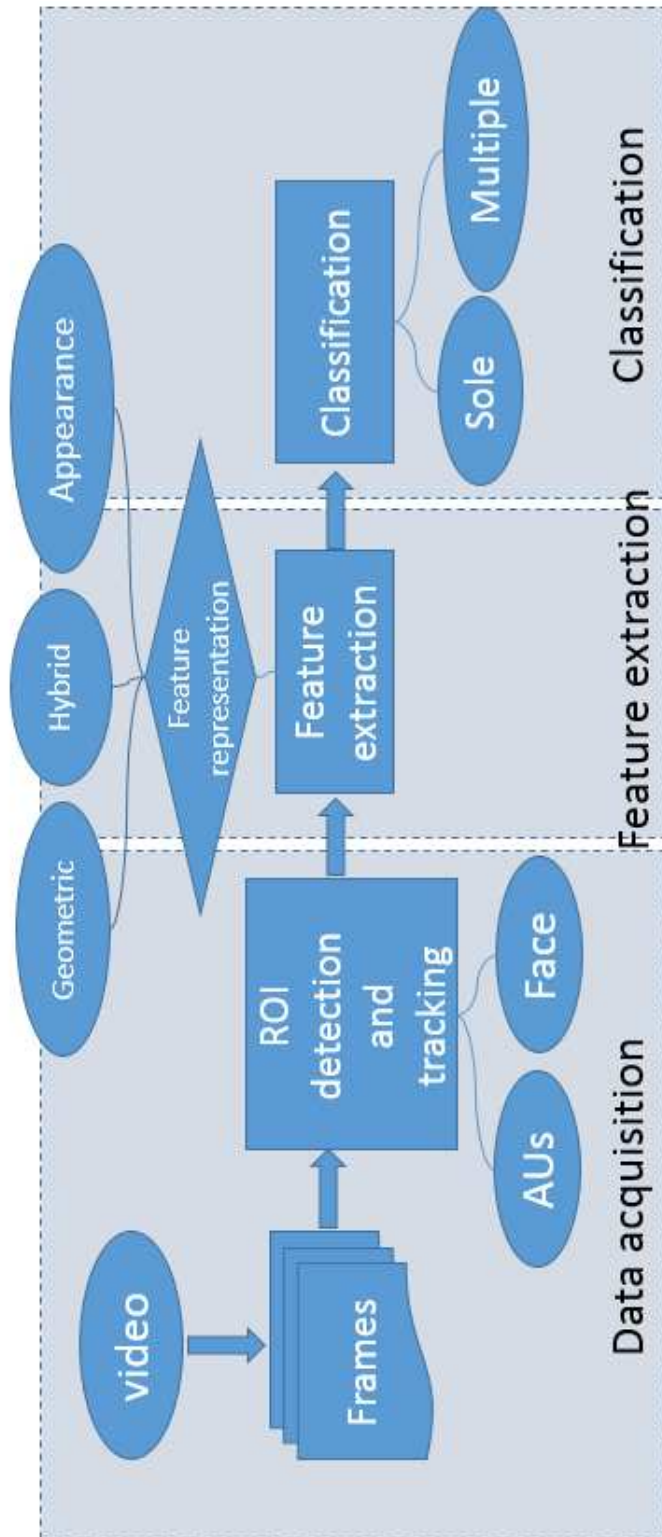 video
Frames
ROI
detection
and
tracking
AUs
Face
Data acquisition
Geometric
Hybrid
Appearance
Feature
representation
Feature
extraction
Feature extraction
Classification
Sole
Multiple
Classification